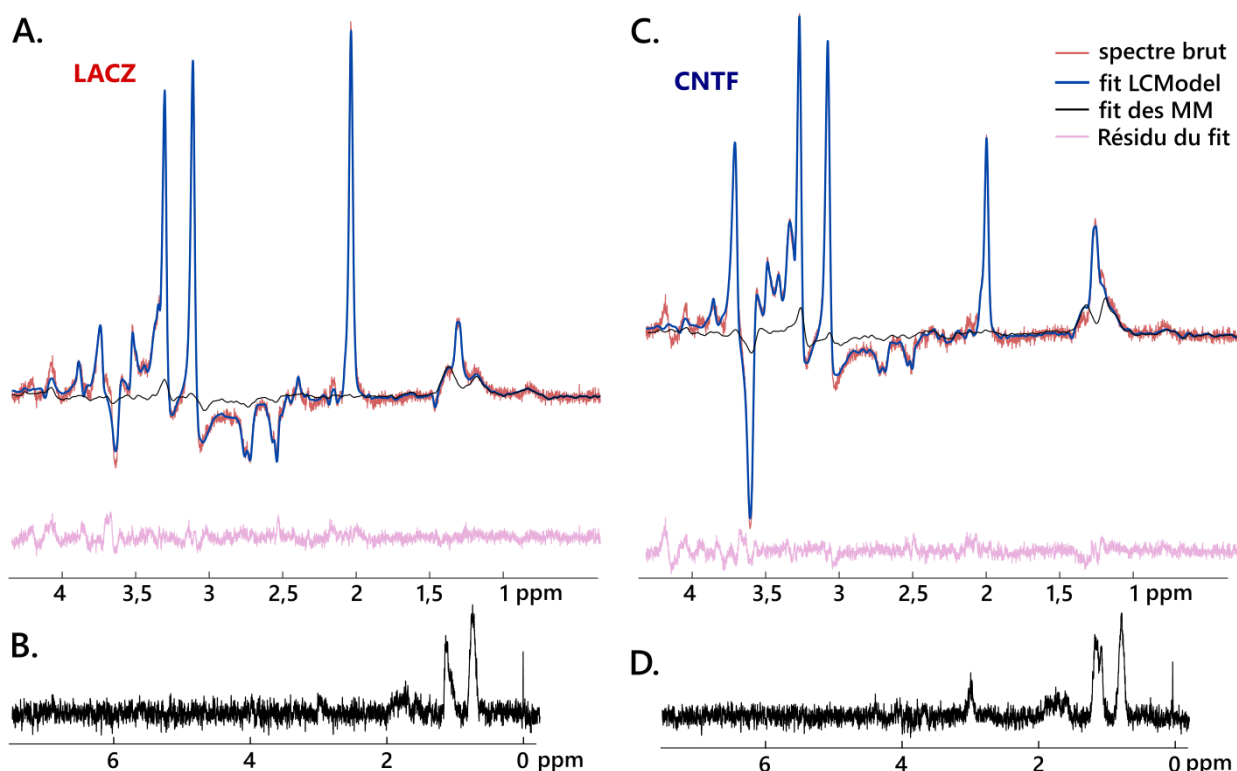 A.
LACZ
4 3,5 3 2,5 2 1,5 1 ppm
B.
6 4 2 0 ppm
C.
CNTF
spectre brut
fit LCModel
fit des MM
Résidu du fit
4 3,5 3 2,5 2 1,5 1 ppm
D.
6 4 2 0 ppm